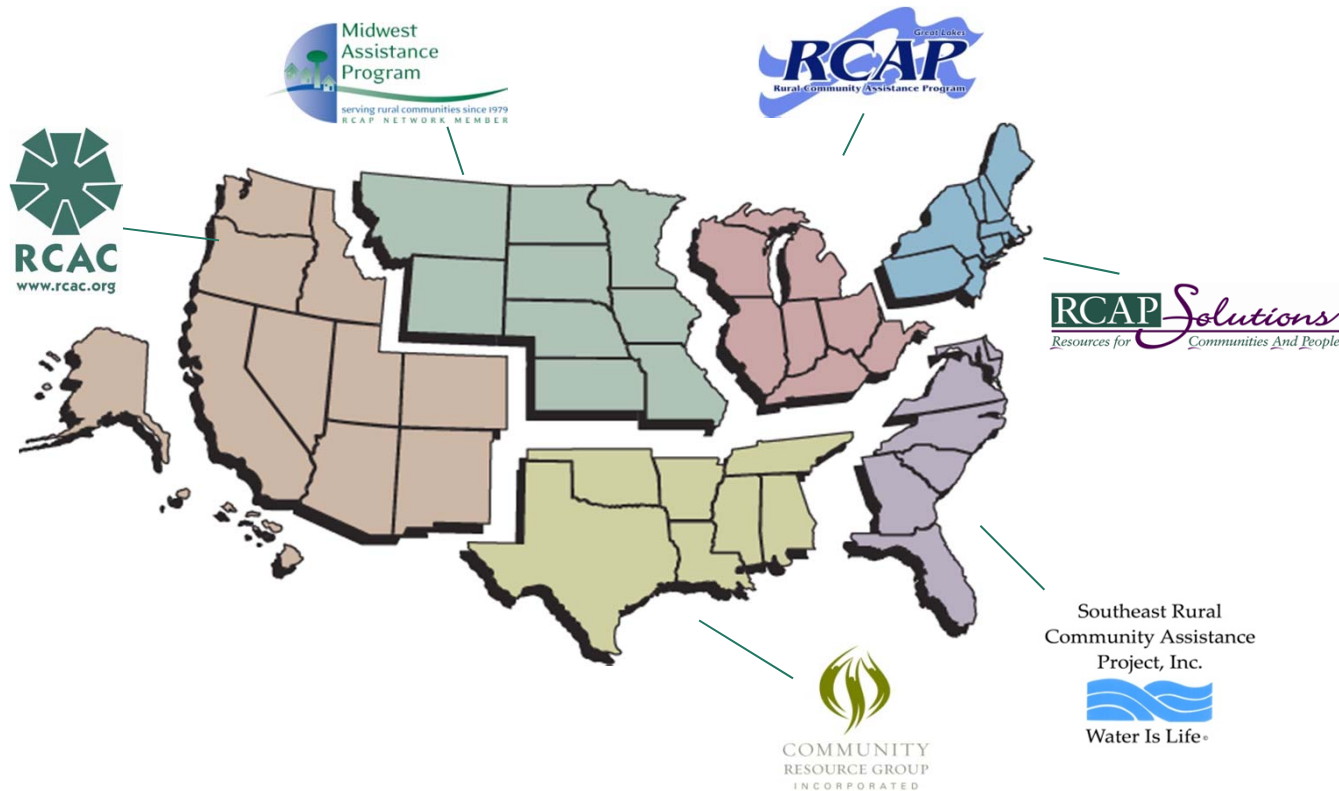 Midwest
Assistance
Program
serving rural communities since 1979
RCAP NETWORK MEMBER
Great Lakes
RCAP
Rural Community Assistance Program
RCAC
www.rcac.org
RCAP Solutions
Resources for Communities And People
Southeast Rural
Community Assistance
Project, Inc.
Water Is Life©
COMMUNITY
RESOURCE GROUP
INCORPORATED